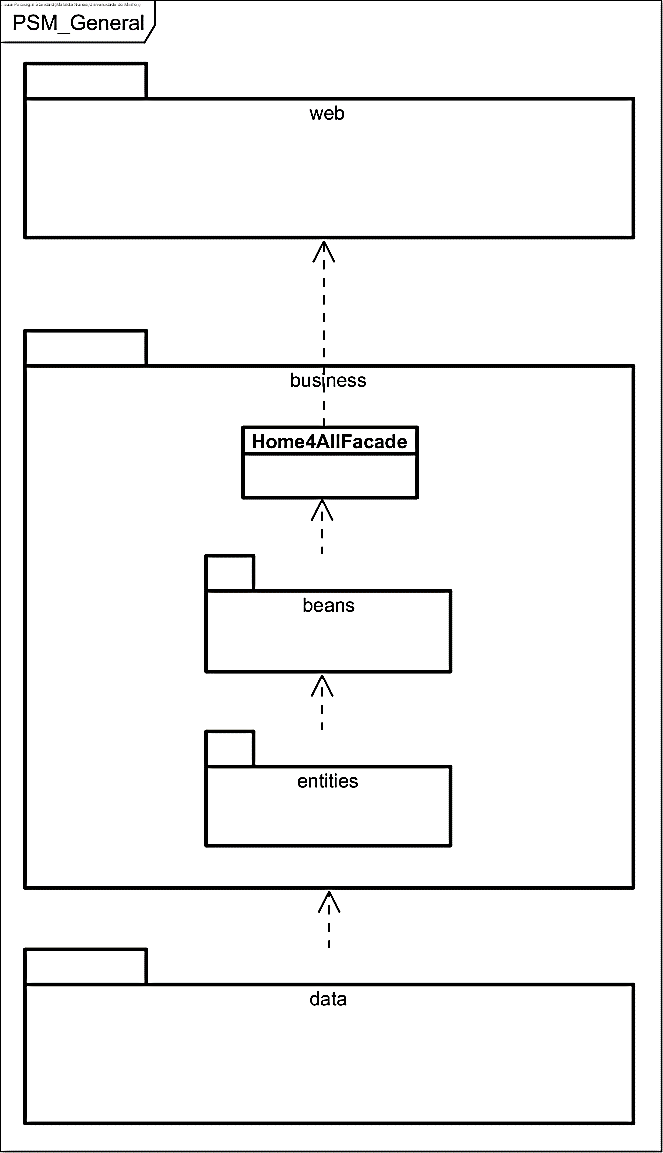 PSM_General
web
business
Home4AllFacade
beans
entities
data